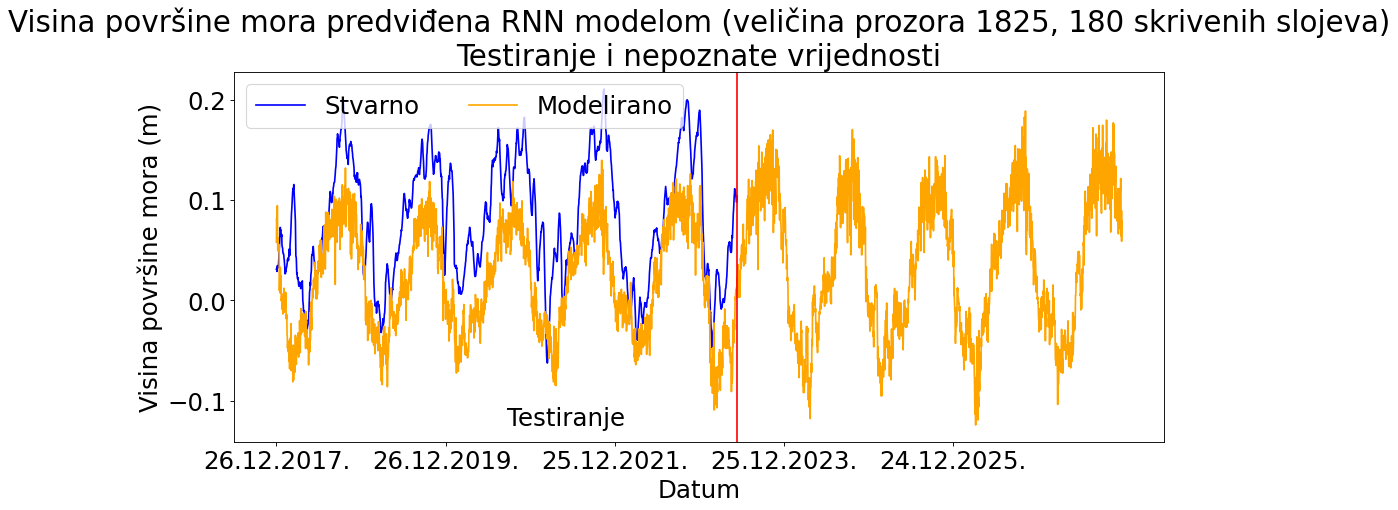 Visina površine mora predviđena RNN modelom (veličina prozora 1825, 180 skrivenih slojeva)
Testiranje i nepoznate vrijednosti
Stvarno Modelirano
Visina površine mora (m)
0.2
0.1
0.0
−0.1
Testiranje
26.12.2017. 26.12.2019. 25.12.2021. 25.12.2023. 24.12.2025.
Datum